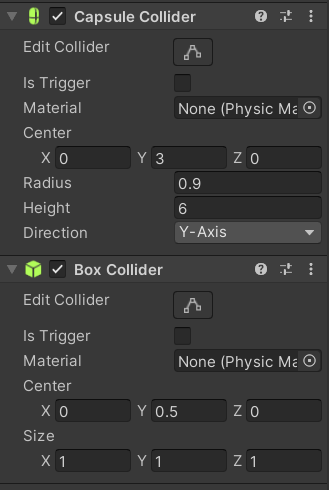 Capsule Collider
Edit Collider
Is Trigger
Material None (Physic Ma
Center
X 0 Y 3 Z 0
Radius 0.9
Height 6
Direction Y-Axis
Box Collider
Edit Collider
Is Trigger
Material None (Physic Ma
Center
X 0 Y 0.5 Z 0
Size
X 1 Y 1 Z 1